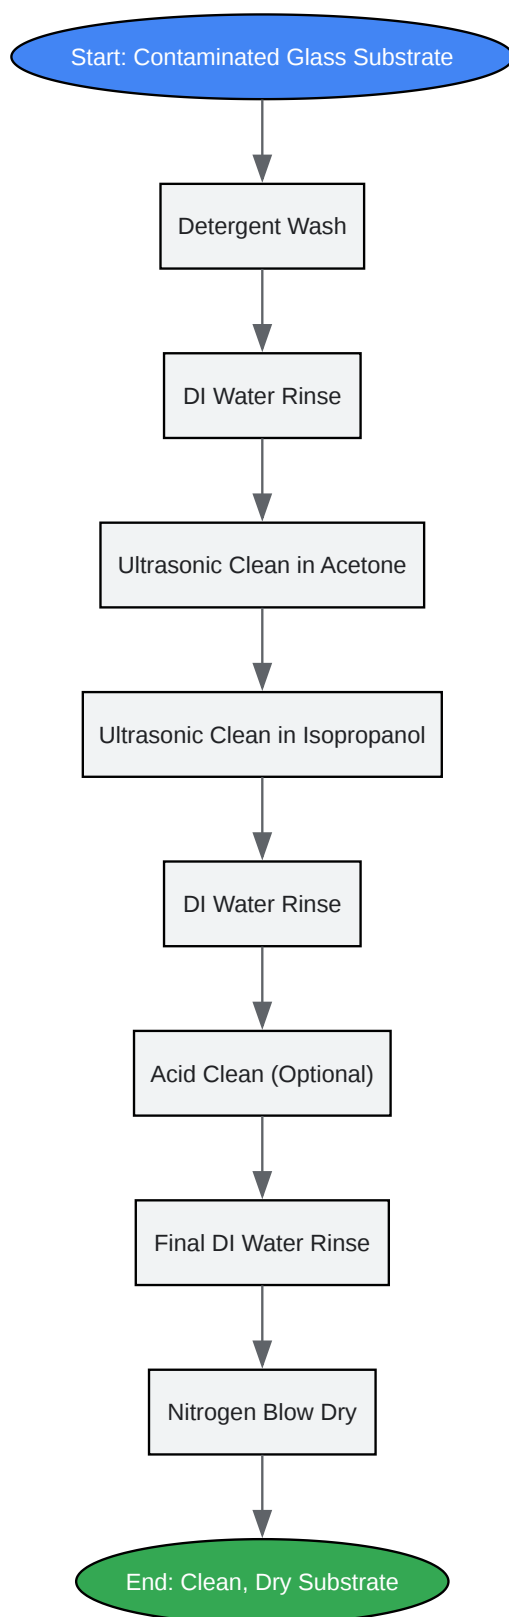 Start: Contaminated Glass Substrate
Detergent Wash
DI Water Rinse
Ultrasonic Clean in Acetone
Ultrasonic Clean in Isopropanol
DI Water Rinse
Acid Clean (Optional)
Final DI Water Rinse
Nitrogen Blow Dry
End: Clean, Dry Substrate